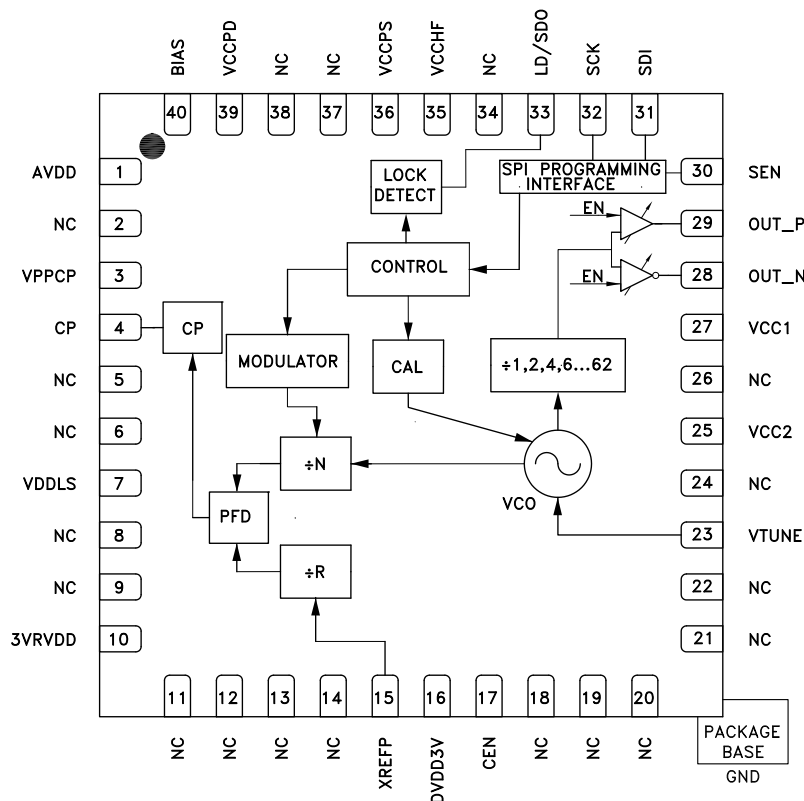 BIAS
VCCPD
NC
NC
VCCPS
VCCHF
NC
LD/SDO
SCK
SDI
40
39
38
37
36
35
34
33
32
31
AVDD
1
NC
2
VPPCP
3
CP
4
NC
5
NC
6
VDDLS
7
NC
8
NC
9
3VRVDD
10
LOCK
DETECT
SPI PROGRAMMING
INTERFACE
CONTROL
EN
EN
CP
MODULATOR
CAL
÷1,2,4,6...62
÷N
VCO
PFD
÷R
30
SEN
29
OUT_P
28
OUT_N
27
VCC1
26
NC
25
VCC2
24
NC
23
VTUNE
22
NC
21
NC
11
12
13
14
15
16
17
18
19
20
NC
NC
NC
NC
XREFP
DVDD3V
CEN
NC
NC
NC
PACKAGE
BASE
GND